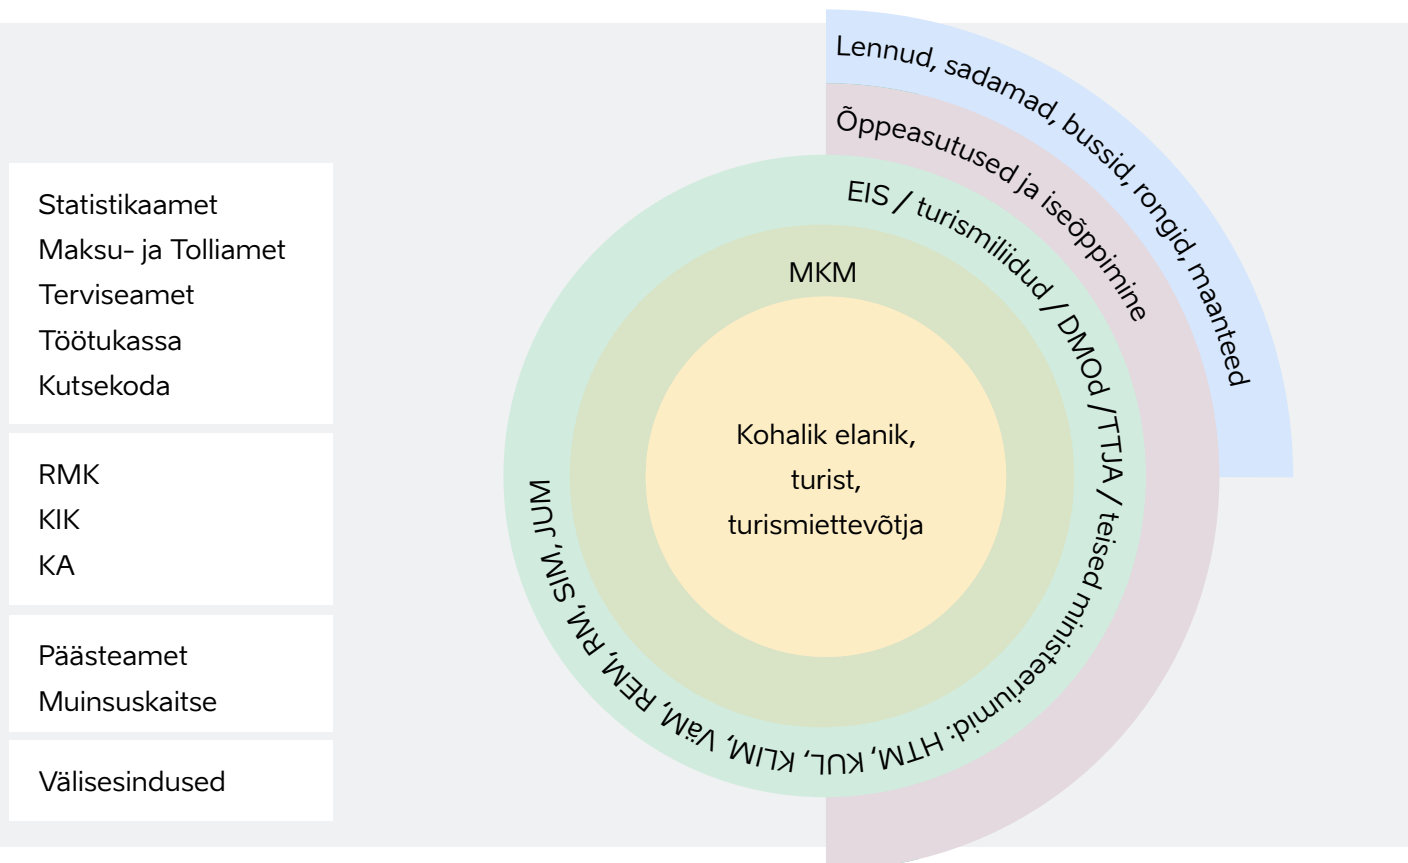 Statistikaamet
Maksu- ja Tolliamet
Terviseamet
Töötukassa
Kutsekoda
RMK
KIK
KA
Päästeamet
Muinsuskaitse
Välisesindused
Lennud, sadamad, bussid, rongid, maanteed
Õppeasutused ja iseõppimine
EIS / turismiliidud / DMOd /TTJA / teised ministeeriumid: HTM, KUL, KLIM, VäM, REM, RM, SIM, JUM
MKM
Kohalik elanik,
turist,
turismiettevõtja